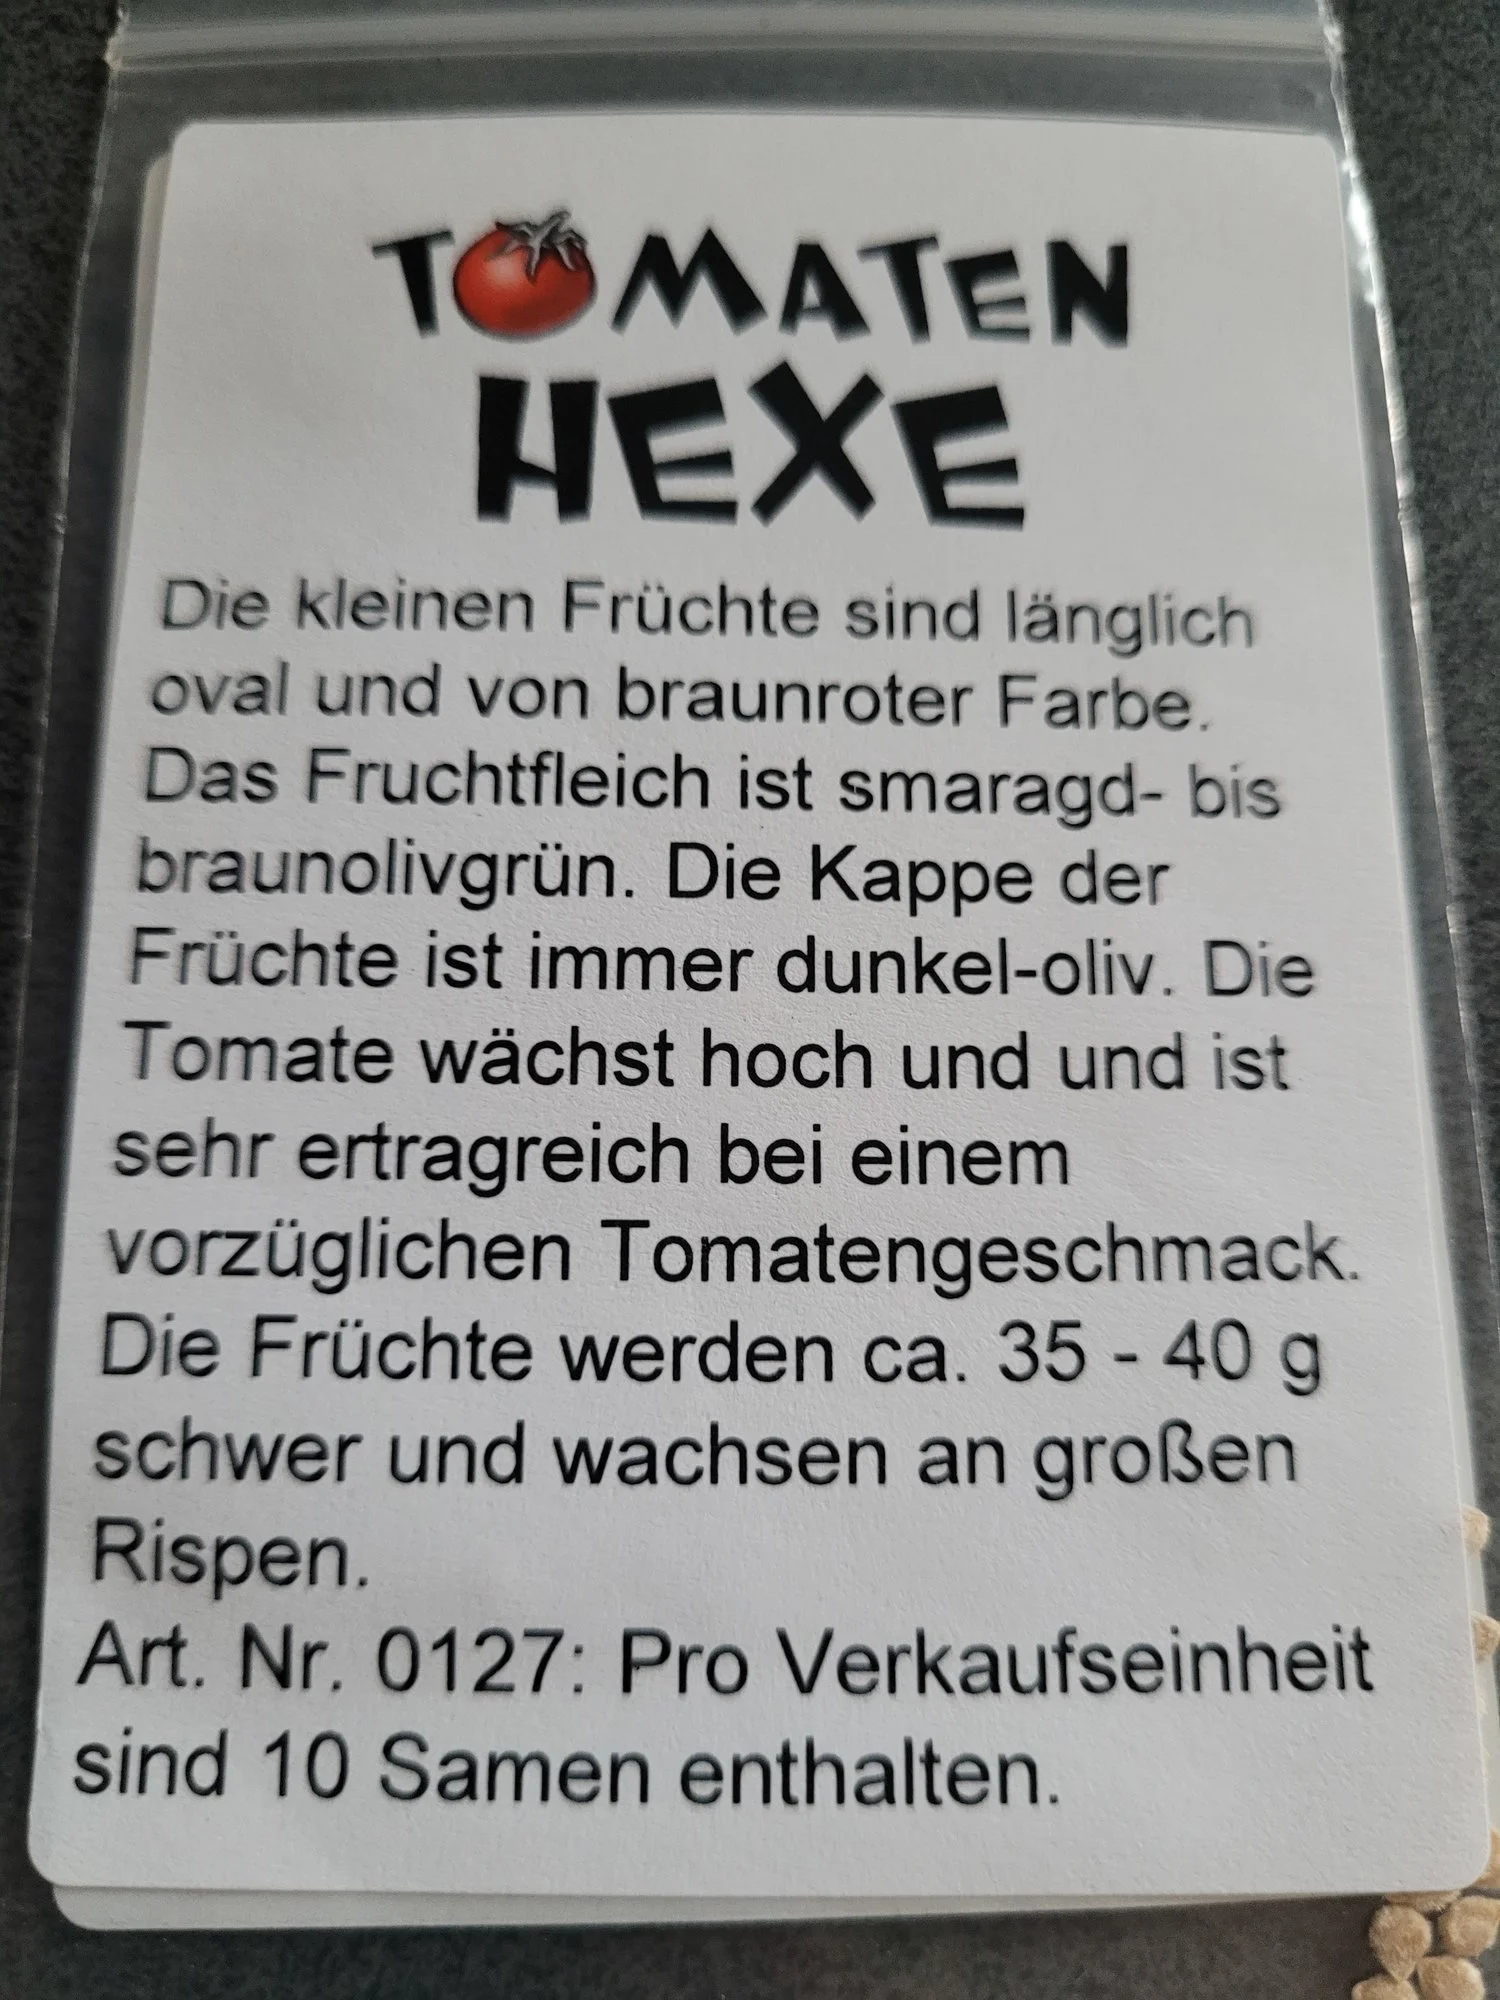 TOMATEN
HEXE
Die kleinen Früchte sind länglich
oval und von braunroter Farbe.
Das Fruchtfleich ist smaragd- bis
braunolivgrün. Die Kappe der
Früchte ist immer dunkel-oliv. Die
Tomate wächst hoch und und ist
sehr ertragreich bei einem
vorzüglichen Tomatengeschmack.
Die Früchte werden ca. 35 - 40 g
schwer und wachsen an großen
Rispen.
Art. Nr. 0127: Pro Verkaufseinheit
sind 10 Samen enthalten.